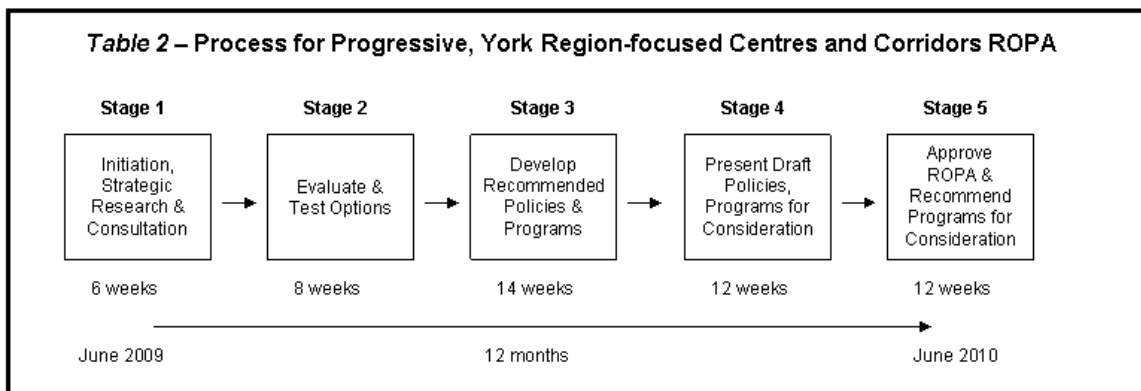 Table 2 – Process for Progressive, York Region-focused Centres and Corridors ROPA
Stage 1
Stage 2
Stage 3
Stage 4
Stage 5
Initiation,
Strategic
Research &
Consultation
Evaluate &
Test Options
Develop
Recommended
Policies &
Programs
Present Draft
Policies,
Programs for
Consideration
Approve
ROPA &
Recommend
Programs for
Consideration
6 weeks
8 weeks
14 weeks
12 weeks
12 weeks
June 2009
12 months
June 2010